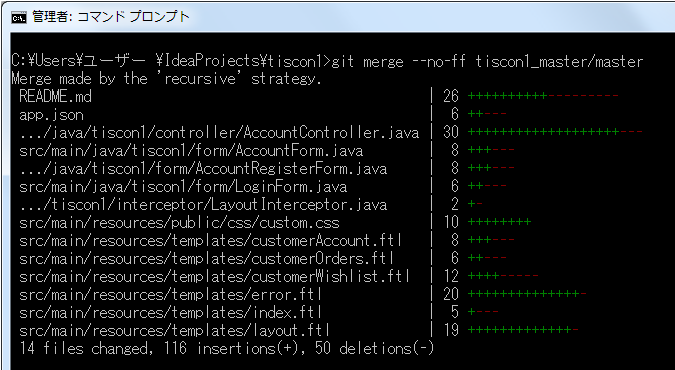 管理者: コマンド プロンプト
C:¥Users¥ユーザー ¥IdeaProjects¥tiscon1>git merge --no-ff tiscon1_master/master
Merge made by the 'recursive' strategy.
README.md | 26 ++++++++++----------
app.json | 6 ++---
.../java/tiscon1/controller/AccountController.java | 30 ++++++++++++++++++++---
src/main/java/tiscon1/form/AccountForm.java | 8 +++---
.../java/tiscon1/form/AccountRegisterForm.java | 8 +++---
src/main/java/tiscon1/form/LoginForm.java | 6 ++---
.../tiscon1/interceptor/LayoutInterceptor.java | 2 +-
src/main/resources/public/css/custom.css | 10 ++++++++
src/main/resources/templates/customerAccount.ftl | 8 +++---
src/main/resources/templates/customerOrders.ftl | 6 ++---
src/main/resources/templates/customerWishlist.ftl | 12 ++++-----
src/main/resources/templates/error.ftl | 20 ++++++++++++++-
src/main/resources/templates/index.ftl | 5 +---
src/main/resources/templates/layout.ftl | 19 +++++++++++++-
14 files changed, 116 insertions(+), 50 deletions(-)